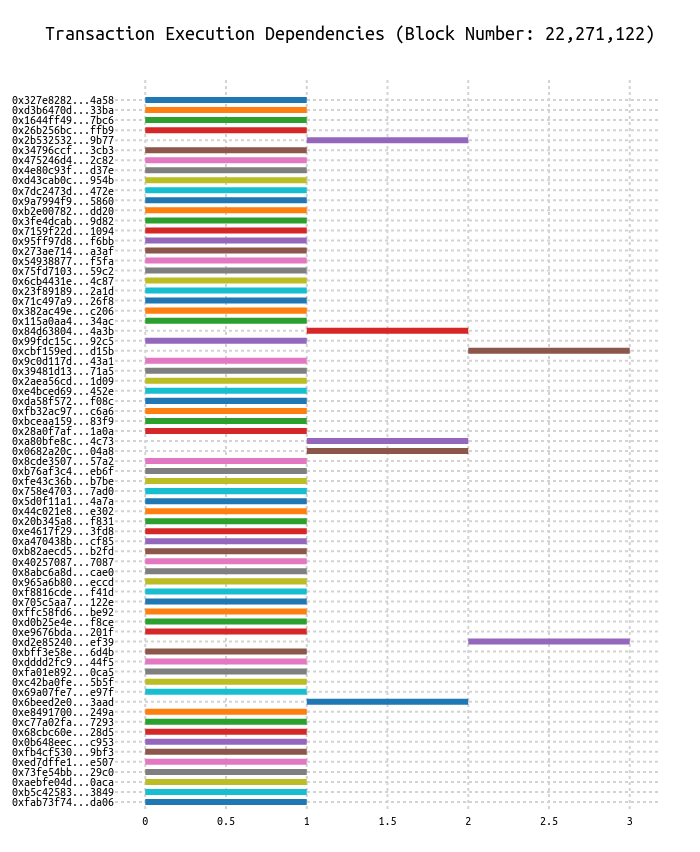 Transaction Execution Dependencies (Block Number: 22,271,122)
0x327e8282...4a58
0xd3b6470d...33ba
0x1644ff49...7bc6
0x26b256bc...ffb9
0x2b532532...9b77
0x34796ccf...3cb3
0x475246d4...2c82
0x4e80c93f...d37e
0xd43cab0c...954b
0x7dc2473d...472e
0x9a7994f9...5860
0xb2e00782...dd20
0x3fe4dcab...9d82
0x7159f22d...1094
0x95ff97d8...f6bb
0x273ae714...a3af
0x54938877...f5fa
0x75fd7103...59c2
0x6cb4431e...4c87
0x23f89189...2a1d
0x71c497a9...26f8
0x382ac49e...c206
0x115a0aa4...34ac
0x84d63804...4a3b
0x99fdc15c...92c5
0xcbf159ed...d15b
0x9c0d117d...43a1
0x39481d13...71a5
0x2aea56cd...1d09
0xe4bced69...452e
0xda58f572...f08c
0xfb32ac97...c6a6
0xbceaa159...83f9
0x28a0f7af...1a0a
0xa80bfe8c...4c73
0x0682a20c...04a8
0x8cde3507...57a2
0xb76af3c4...eb6f
0xfe43c36b...b7be
0x758e4703...7ad0
0x5d0f11a1...4a7a
0x44c021e8...e302
0x20b345a8...f831
0xe4617f29...3fd8
0xa470438b...cf85
0xb82aecd5...b2fd
0x40257087...7087
0x8abc6a8d...cae0
0x965a6b80...eccd
0xf8816cde...f41d
0x705c5aa7...122e
0xffc58fd6...be92
0xd0b25e4e...f8ce
0xe9676bda...201f
0xd2e85240...ef39
0xbff3e58e...6d4b
0xdddd2fc9...44f5
0xfa01e892...0ca5
0xc42ba0fe...5b5f
0x69a07fe7...e97f
0x6beed2e0...3aad
0xe8491700...249a
0xc77a02fa...7293
0x68cbc60e...28d5
0x0b648eec...c953
0xfb4cf530...9bf3
0xed7dffe1...e507
0x73fe54bb...29c0
0xaebfe04d...0aca
0xb5c42583...3849
0xfab73f74...da06
0 0.5 1 1.5 2 2.5 3